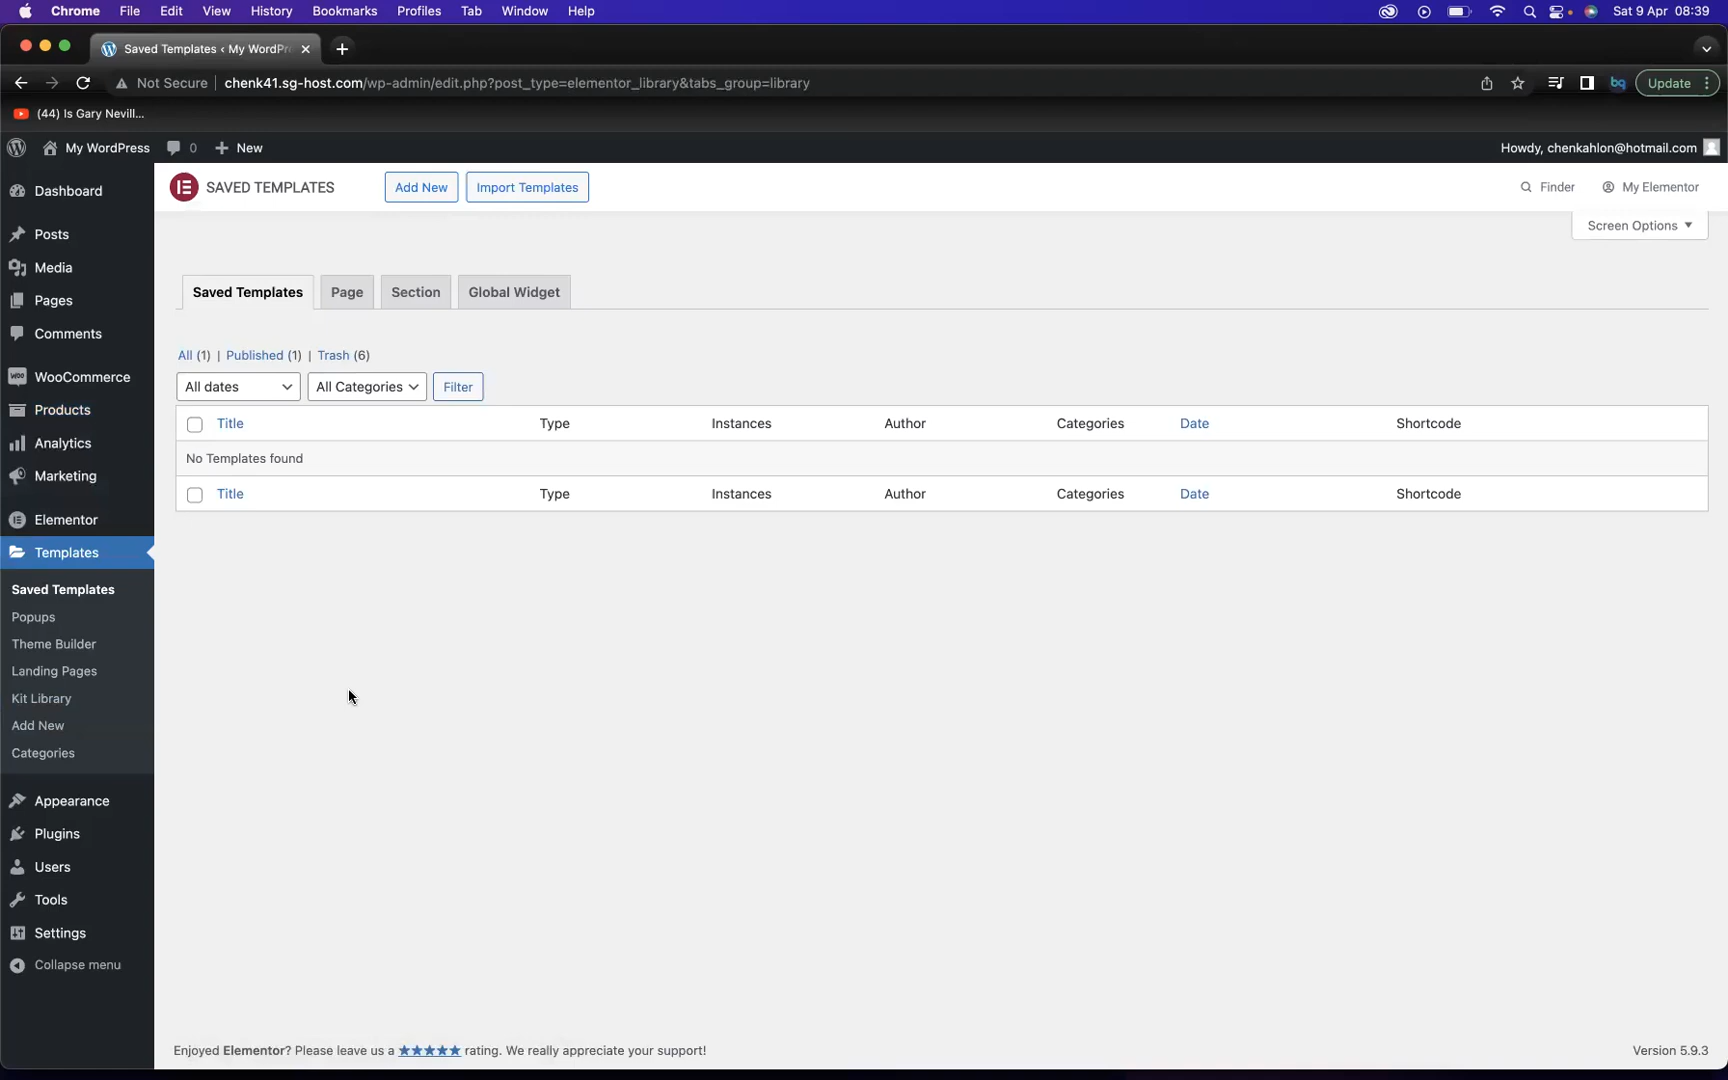 Chrome File Edit View History Bookmarks Profiles Tab Window Help Sat 9 Apr 08:39
Saved Templates ‹ My WordPr
Not Secure chenk41.sg-host.com/wp-admin/edit.php?post_type=elementor_library&tabs_group=library bq Update
(44) Is Gary Nevill...
My WordPress 0 New Howdy, chenkahlon@hotmail.com
Dashboard
Posts
Media
Pages
Comments
WOO WooCommerce
Products
Analytics
Marketing
Elementor
Templates
Saved Templates
Popups
Theme Builder
Landing Pages
Kit Library
Add New
Categories
Appearance
Plugins
Users
Tools
Settings
Collapse menu
SAVED TEMPLATES Add New Import Templates Finder My Elementor
Screen Options
Saved Templates Page Section Global Widget
All (1) | Published (1) | Trash (6)
All dates All Categories Filter
Title Type Instances Author Categories Date Shortcode
No Templates found
Title Type Instances Author Categories Date Shortcode
Enjoyed Elementor? Please leave us a ★★★★★ rating. We really appreciate your support! Version 5.9.3